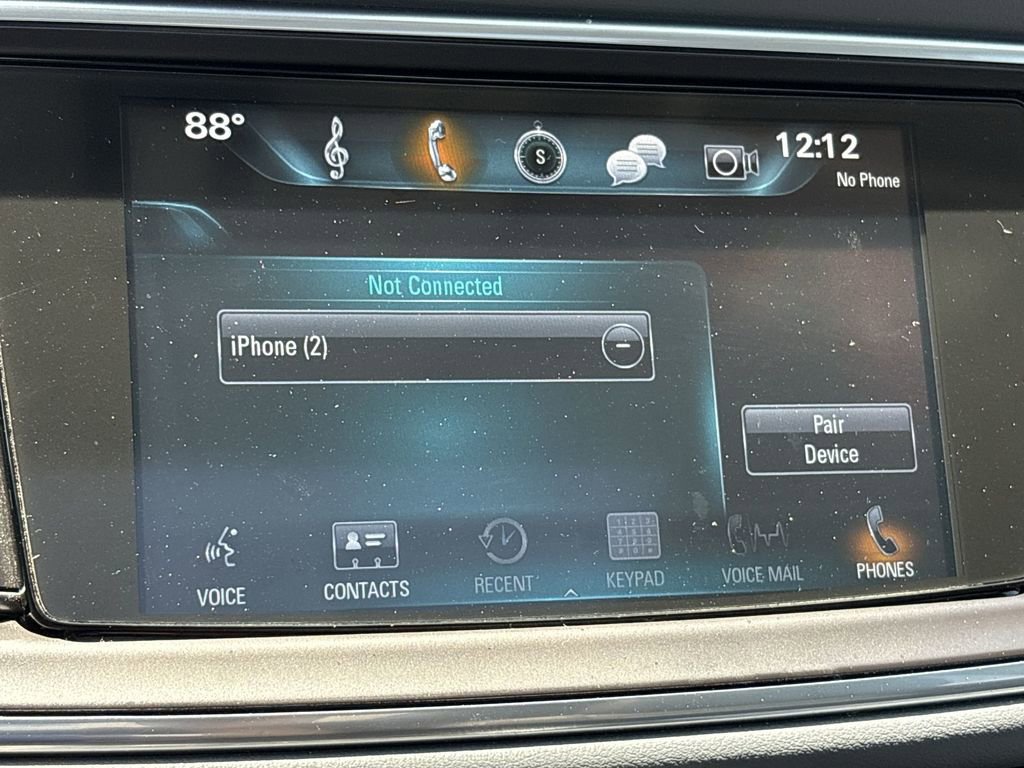 88°
S
12:12
No Phone
Not Connected
iPhone (2)
Pair
Device
VOICE
CONTACTS
RECENT
KEYPAD
VOICE MAIL
PHONES